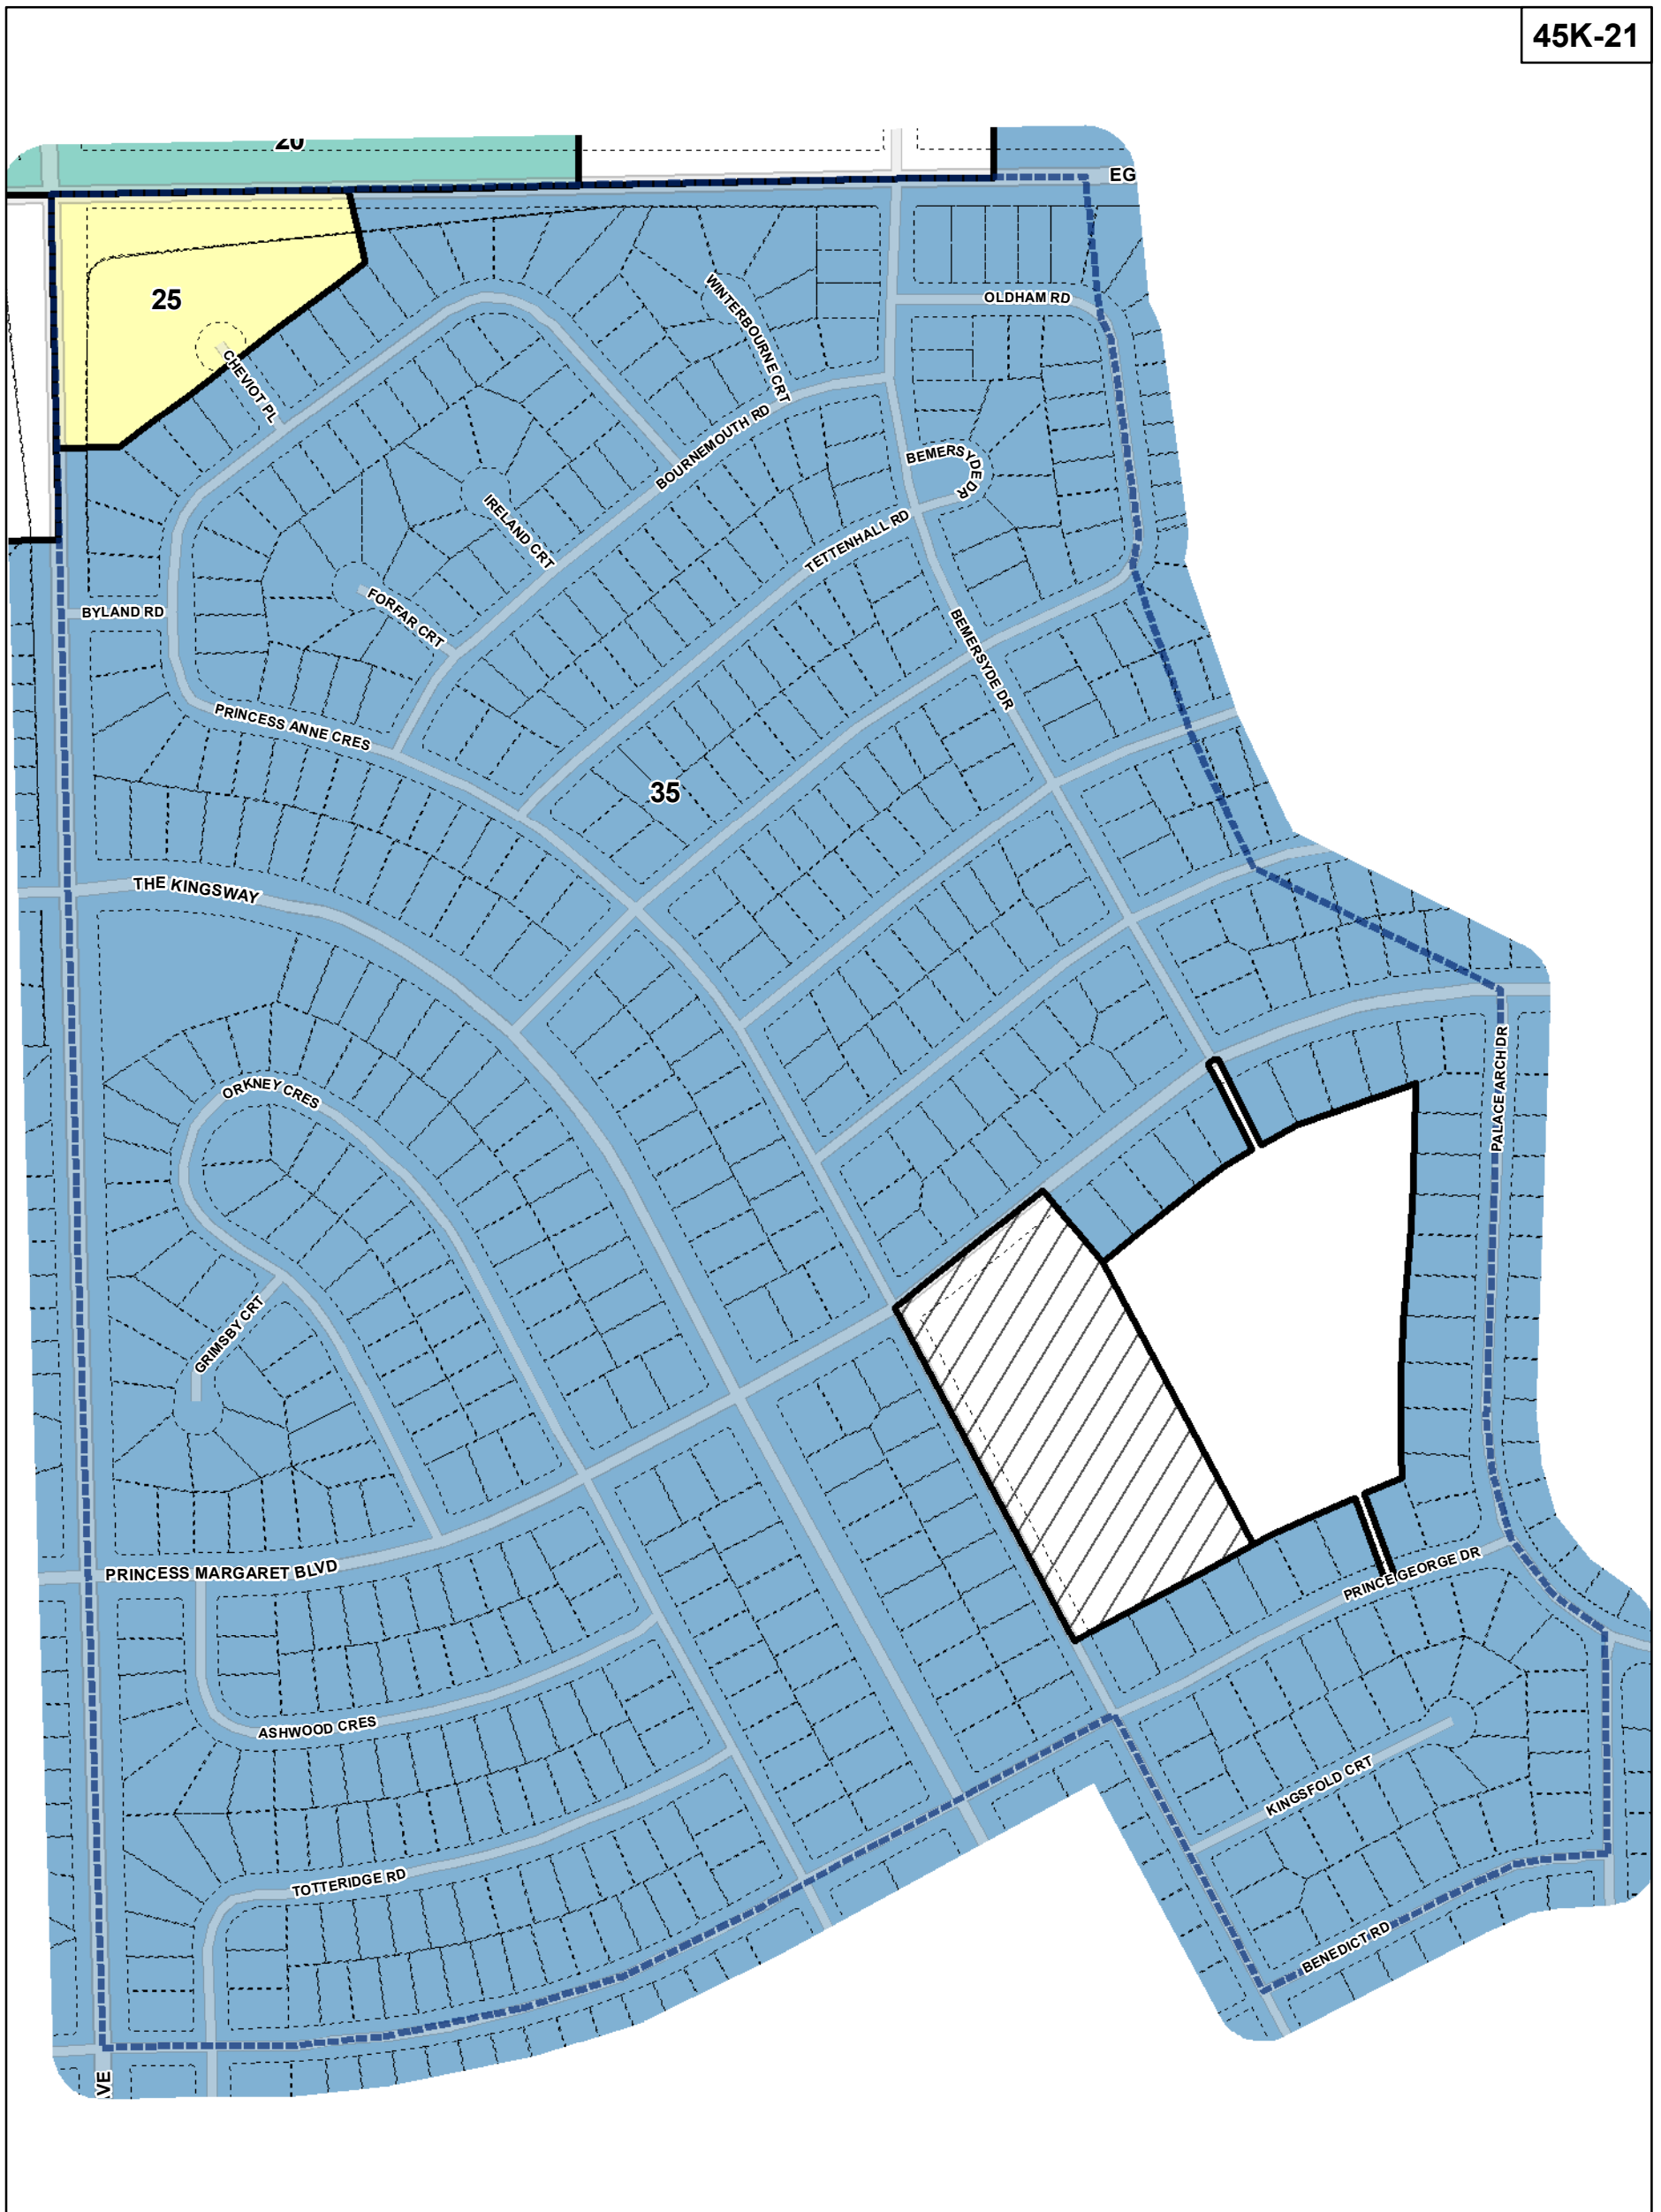 45K-21
20
EG
25
WINTERBOURNE CRT
OLDHAM RD
CHEVIOT PL
BOURNEMOUTH RD
BEMERSYDE DR
IRELAND CRT
TETTENHALL RD
FORFAR CRT
BYLAND RD
BEMERSYDE DR
PRINCESS ANNE CRES
35
THE KINGSWAY
ORKNEY CRES
PALACE ARCH DR
GRIMSBY CRT
PRINCESS MARGARET BLVD
PRINCE GEORGE DR
ASHWOOD CRES
KINGSFOLD CRT
TOTTERIDGE RD
BENEDICT RD
VE